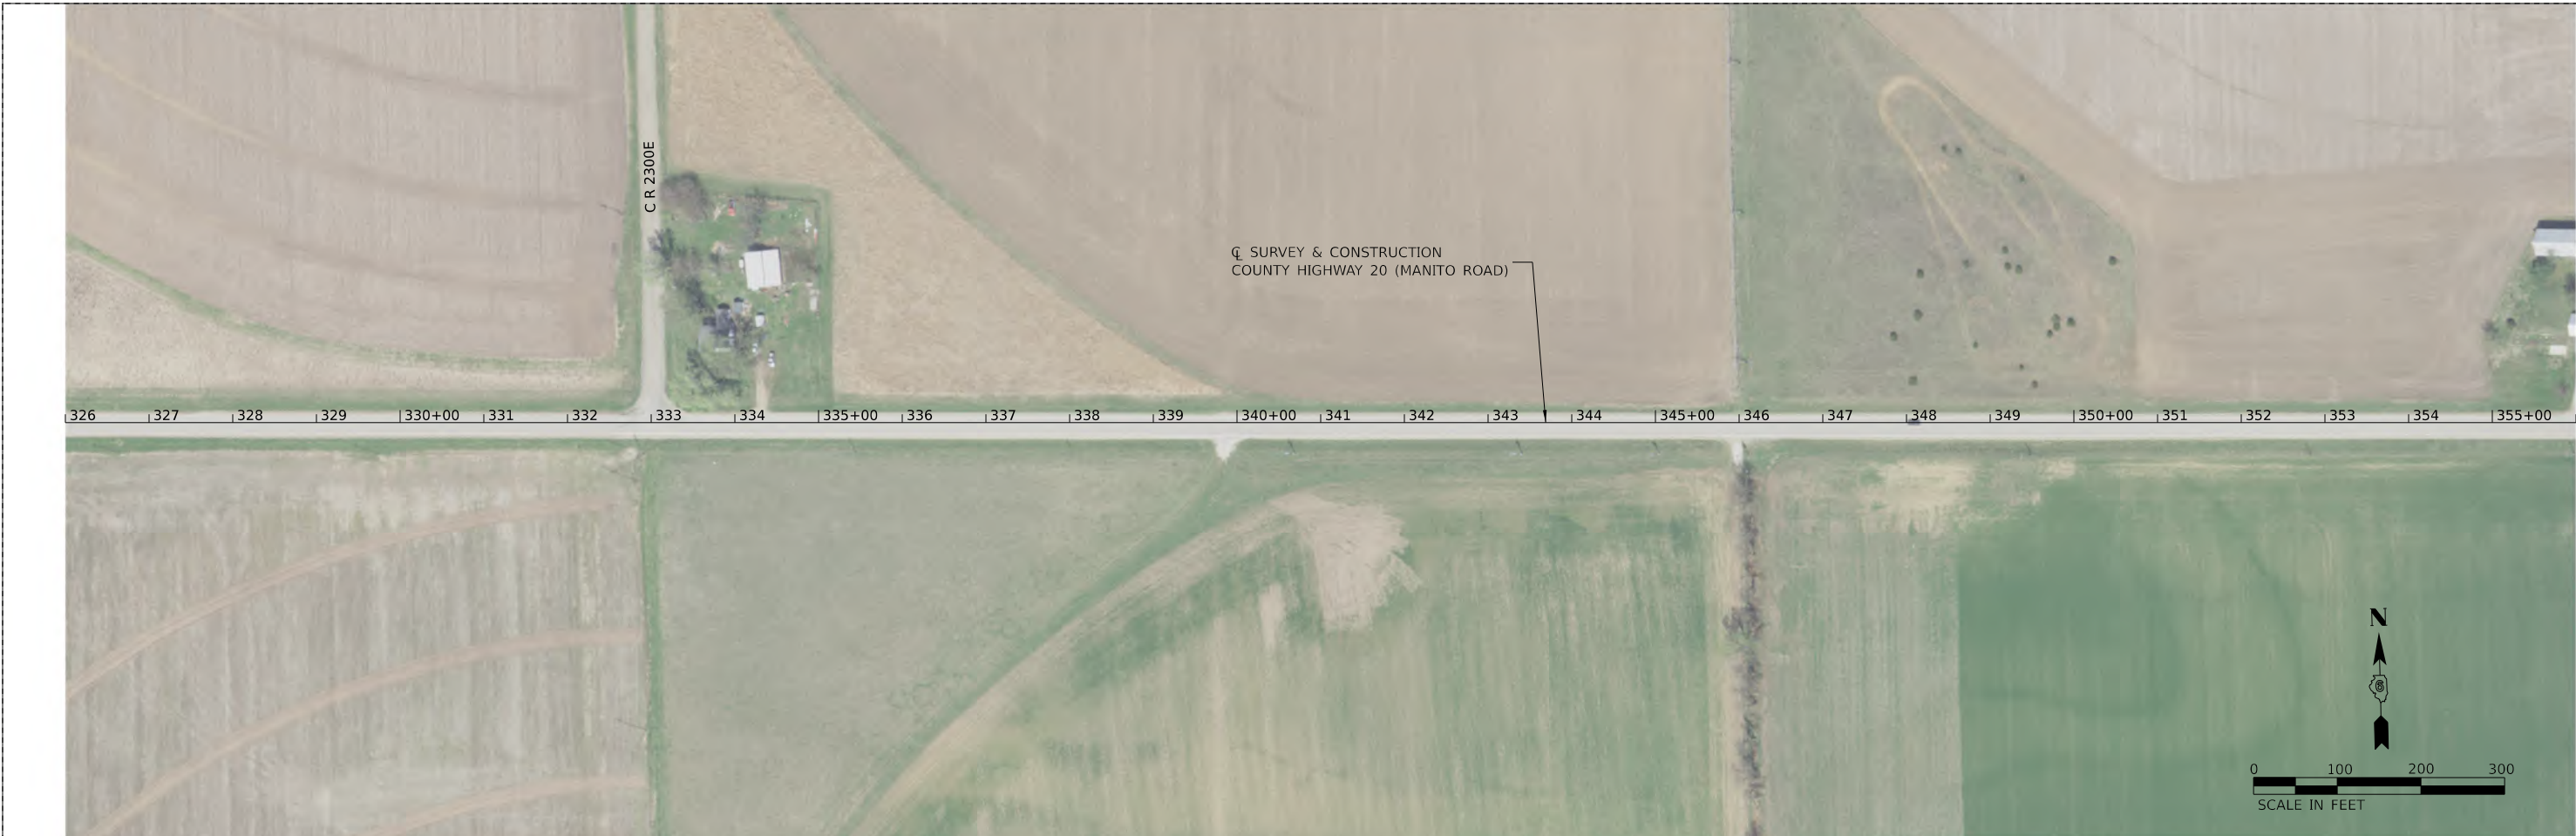 C R 2300E
℄ SURVEY & CONSTRUCTION
COUNTY HIGHWAY 20 (MANITO ROAD)
326 327 328 329 330+00 331 332 333 334 335+00 336 337 338 339 340+00 341 342 343 344 345+00 346 347 348 349 350+00 351 352 353 354 355+00
N
6
0 100 200 300
SCALE IN FEET